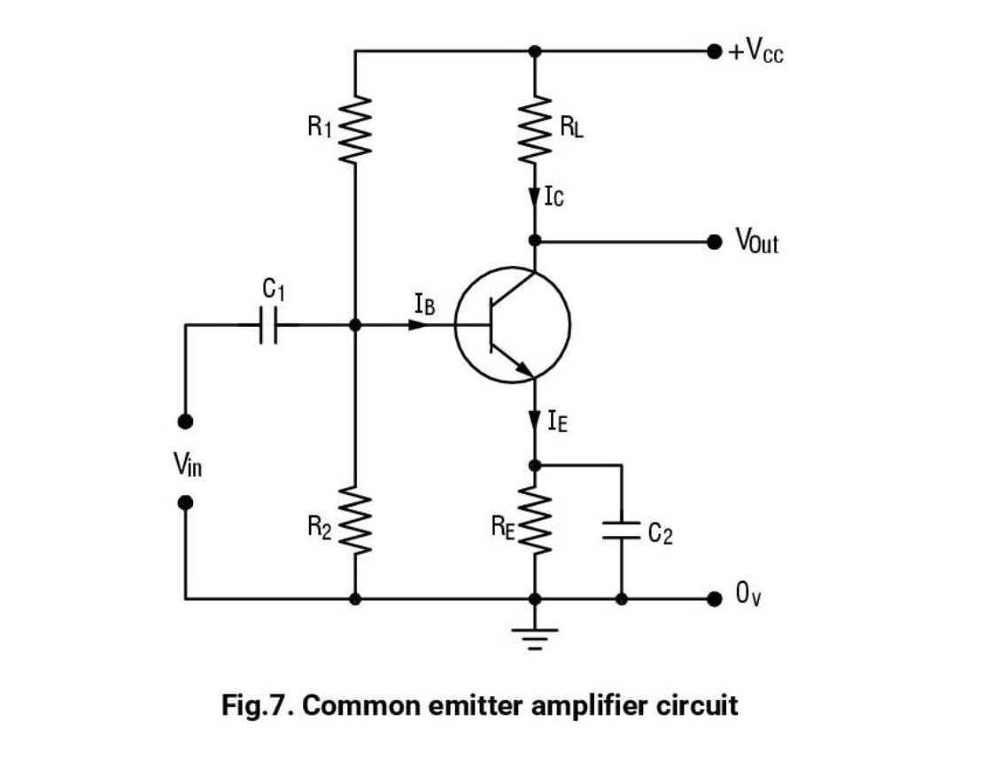 +Vcc
R1
RL
Ic
VOut
C1
IB
IE
Vin
R2
RE
C2
0v
Fig.7. Common emitter amplifier circuit